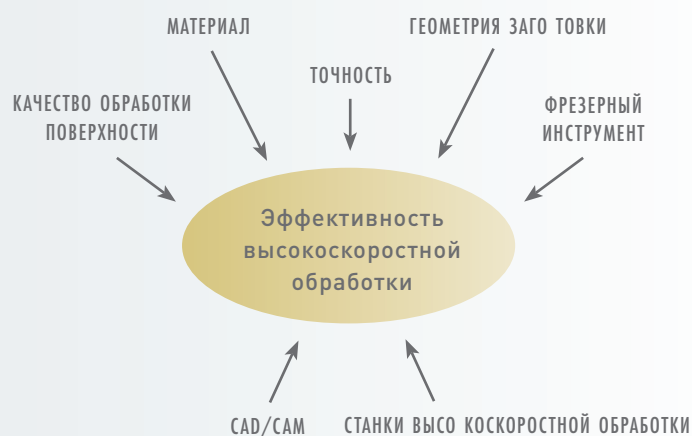 МАТЕРИАЛ
ГЕОМЕТРИЯ ЗАГО ТОВКИ
ТОЧНОСТЬ
КАЧЕСТВО ОБРАБОТКИ
ПОВЕРХНОСТИ
ФРЕЗЕРНЫЙ
ИНСТРУМЕНТ
Эффективность
высокоскоростной
обработки
CAD/CAM
СТАНКИ ВЫСО КОСКОРОСТНОЙ ОБРАБОТКИ